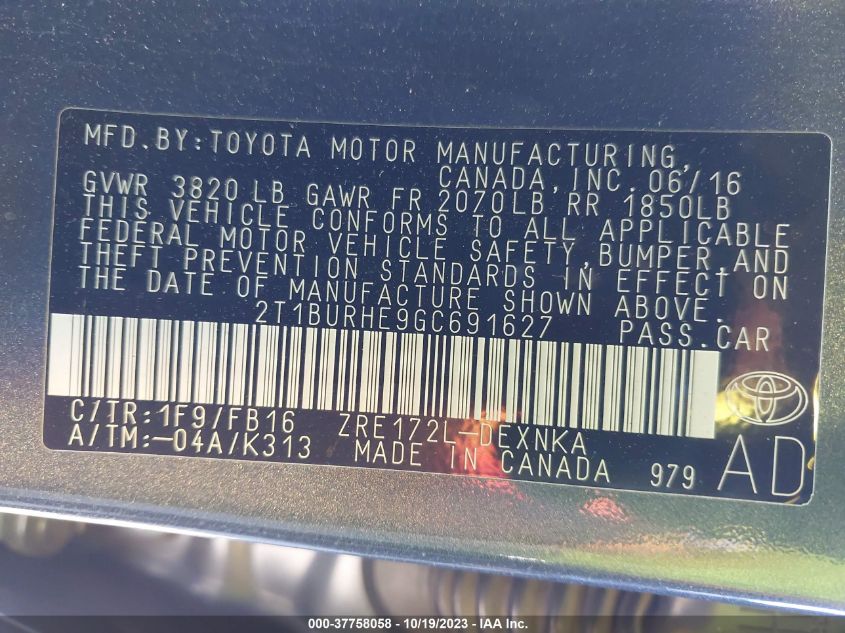 MFD.BY:TOYOTA MOTOR MANUFACTURING,
CANADA,INC.06/16
GVWR 3820 LB GAWR FR 2070LB RR 1850LB
THIS VEHICLE CONFORMS TO ALL APPLICABLE
FEDERAL MOTOR VEHICLE SAFETY,BUMPER,AND
THEFT PREVENTION STANDARDS IN EFFECT ON
THE DATE OF MANUFACTURE SHOWN ABOVE.
2T1BURHE9GC691627 PASS.CAR
C/TR:1F9/FB16 ZRE172L-DEXNKA
A/TM:-04A/K313 MADE IN CANADA 979 AD
000-37758058 | 10/19/2023 | IAA Inc.